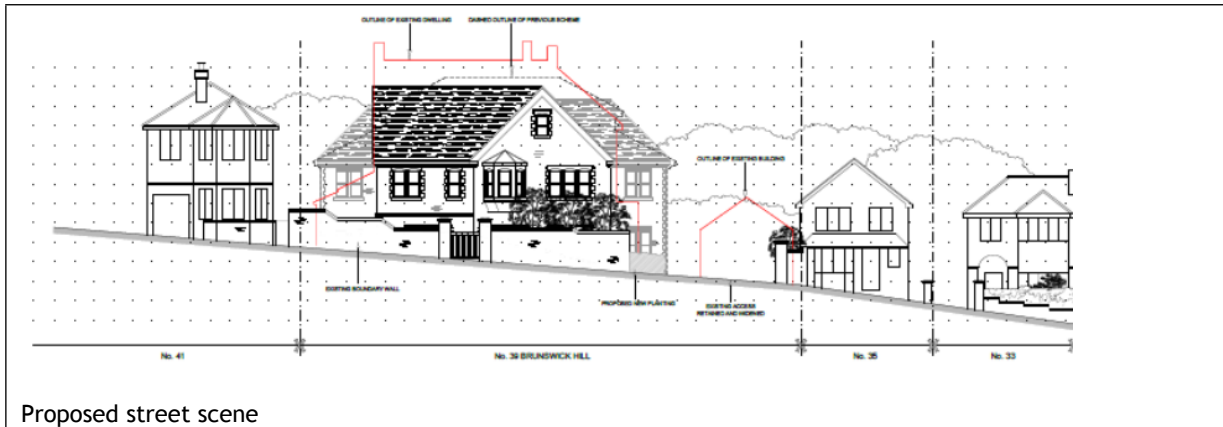 OUTLINE OF EXISTING DWELLING
DASHED OUTLINE OF PREVIOUS SCHEME
OUTLINE OF EXISTING BUILDING
EXISTING BOUNDARY WALL
PROPOSED NEW PLANTING
EXISTING ACCESS
RETAINED AND WIDENED
No. 41
No. 39 BRUNSWICK HILL
No. 35
No. 33
Proposed street scene